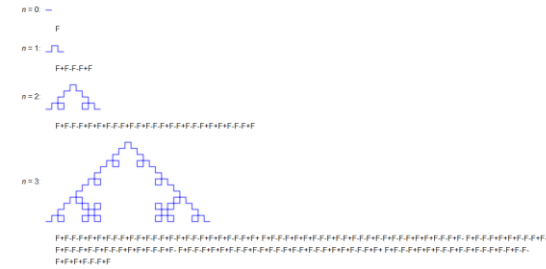 n = 0:
F
n = 1:
F+F-F-F+F
n = 2:
F+F-F-F+F+F+F-F-F+F-F+F-F-F+F-F+F-F-F+F+F+F-F-F+F
n = 3:
F+F-F-F+F+F+F-F-F+F-F+F-F-F+F-F+F-F-F+F+F+F-F-F+F+ F+F-F-F+F+F+F-F-F+F-F+F-F-F+F-F+F-F-F+F+F+F-F-F+F- F+F-F-F+F+F+F-F-F+F-
F+F-F-F+F-F+F-F-F+F+F+F-F-F+F- F+F-F-F+F+F+F-F-F+F-F+F-F-F+F-F+F-F-F+F+F+F-F-F+F+ F+F-F-F+F+F+F-F-F+F-F+F-F-F+F-F+F-F-
F+F+F+F-F-F+F